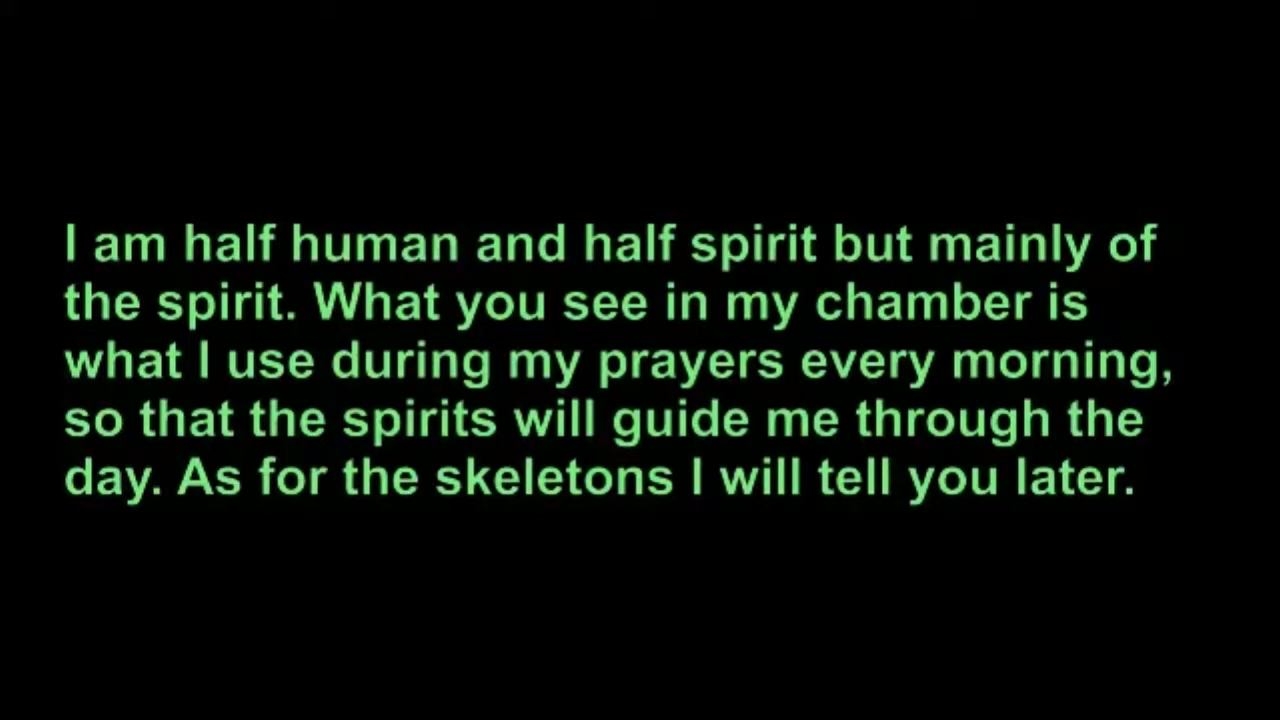 I am half human and half spirit but mainly of
the spirit. What you see in my chamber is
what I use during my prayers every morning,
so that the spirits will guide me through the
day. As for the skeletons I will tell you later.